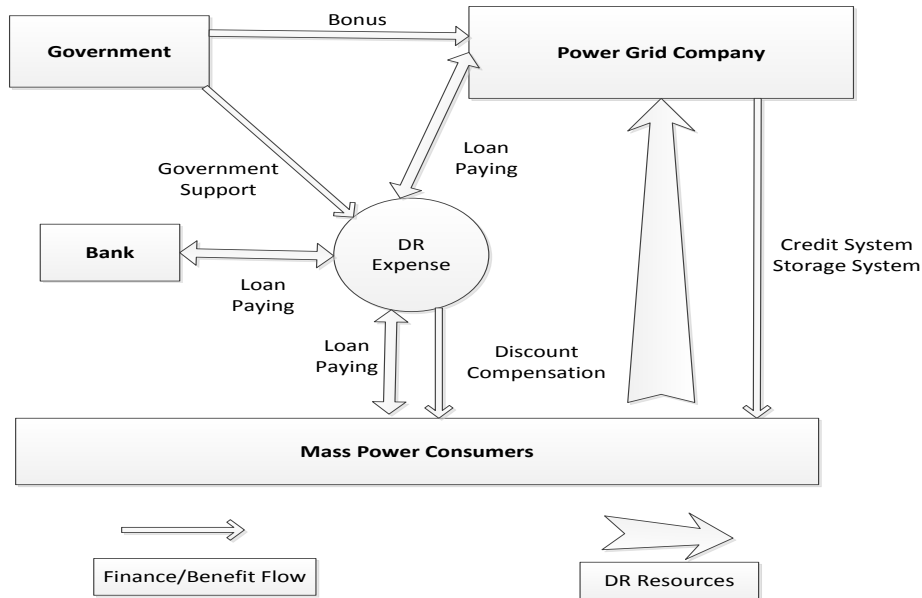 Bonus
Government
Power Grid Company
Loan
Paying
Government
Support
DR
Expense
Bank
Credit System
Storage System
Loan
Paying
Loan
Paying
Discount
Compensation
Mass Power Consumers
Finance/Benefit Flow
DR Resources